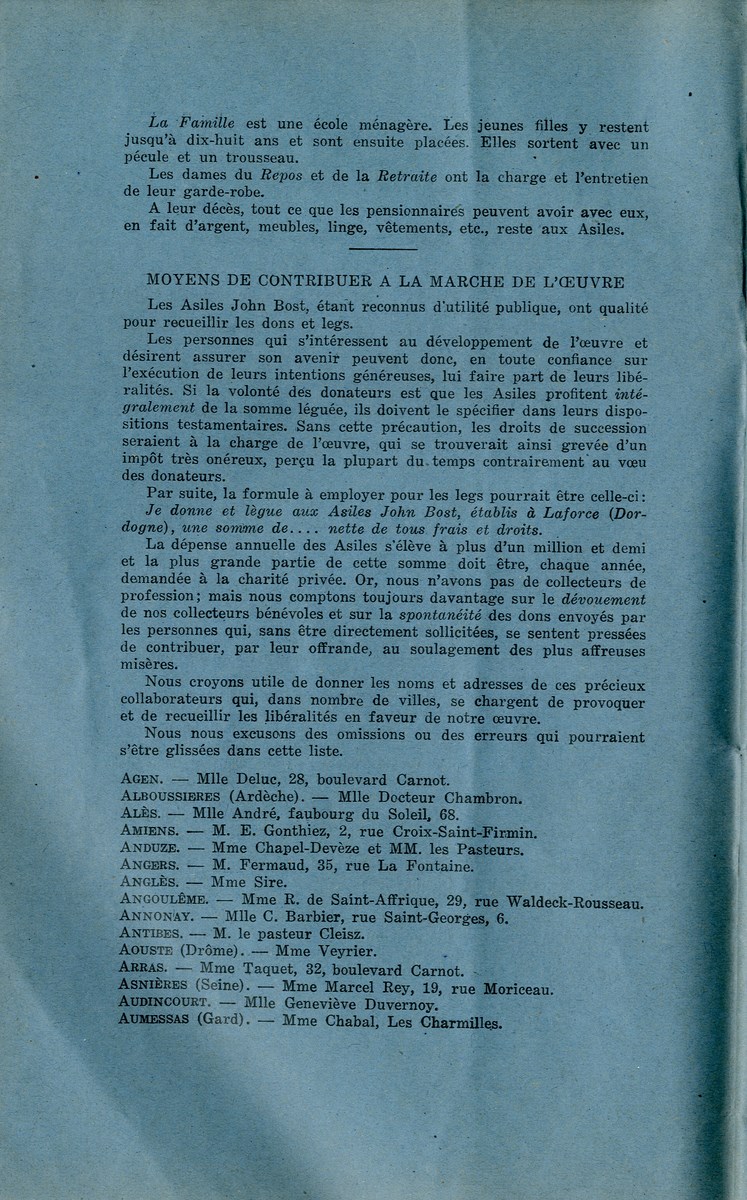 La Famille est une école ménagère. Les jeunes filles y restent
jusqu'à dix-huit ans et sont ensuite placées. Elles sortent avec un
pécule et un trousseau.
Les dames du Repos et de la Retraite ont la charge et l'entretien
de leur garde-robe.
A leur décès, tout ce que les pensionnaires peuvent avoir avec eux,
en fait d'argent, meubles, linge, vêtements, etc., reste aux Asiles.
MOYENS DE CONTRIBUER A LA MARCHE DE L'ŒUVRE
Les Asiles John Bost, étant reconnus d'utilité publique, ont qualité
pour recueillir les dons et legs.
Les personnes qui s'intéressent au développement de l'œuvre et
désirent assurer son avenir peuvent donc, en toute confiance sur
l'exécution de leurs intentions généreuses, lui faire part de leurs libé-
ralités. Si la volonté des donateurs est que les Asiles profitent inté-
gralement de la somme léguée, ils doivent le spécifier dans leurs dispo-
sitions testamentaires. Sans cette précaution, les droits de succession
seraient à la charge de l'œuvre, qui se trouverait ainsi grevée d'un
impôt très onéreux, perçu la plupart du temps contrairement au vœu
des donateurs.
Par suite, la formule à employer pour les legs pourrait être celle-ci :
Je donne et lègue aux Asiles John Bost, établis à Laforce (Dor-
dogne), une somme de.... nette de tous frais et droits.
La dépense annuelle des Asiles s'élève à plus d'un million et demi
et la plus grande partie de cette somme doit être, chaque année,
demandée à la charité privée. Or, nous n'avons pas de collecteurs de
profession ; mais nous comptons toujours davantage sur le dévouement
de nos collecteurs bénévoles et sur la spontanéité des dons envoyés par
les personnes qui, sans être directement sollicitées, se sentent pressées
de contribuer, par leur offrande, au soulagement des plus affreuses
misères.
Nous croyons utile de donner les noms et adresses de ces précieux
collaborateurs qui, dans nombre de villes, se chargent de provoquer
et de recueillir les libéralités en faveur de notre œuvre.
Nous nous excusons des omissions ou des erreurs qui pourraient
s'être glissées dans cette liste.
AGEN. — Mlle Deluc, 28, boulevard Carnot.
ALBOUSSIERES (Ardèche). — Mlle Docteur Chambron.
ALÈS. — Mlle André, faubourg du Soleil, 68.
AMIENS. — M. E. Gonthiez, 2, rue Croix-Saint-Firmin.
ANDUZE. — Mme Chapel-Devèze et MM. les Pasteurs.
ANGERS. — M. Fermaud, 35, rue La Fontaine.
ANGLÈS. — Mme Sire.
ANGOULÊME. — Mme R. de Saint-Affrique, 29, rue Waldeck-Rousseau.
ANNONAY. — Mlle C. Barbier, rue Saint-Georges, 6.
ANTIBES. — M. le pasteur Cleisz.
AOUSTE (Drôme). — Mme Veyrier.
ARRAS. — Mme Taquet, 32, boulevard Carnot.
ASNIÈRES (Seine). — Mme Marcel Rey, 19, rue Moriceau.
AUDINCOURT. — Mlle Geneviève Duvernoy.
AUMESSAS (Gard). — Mme Chabal, Les Charmilles.